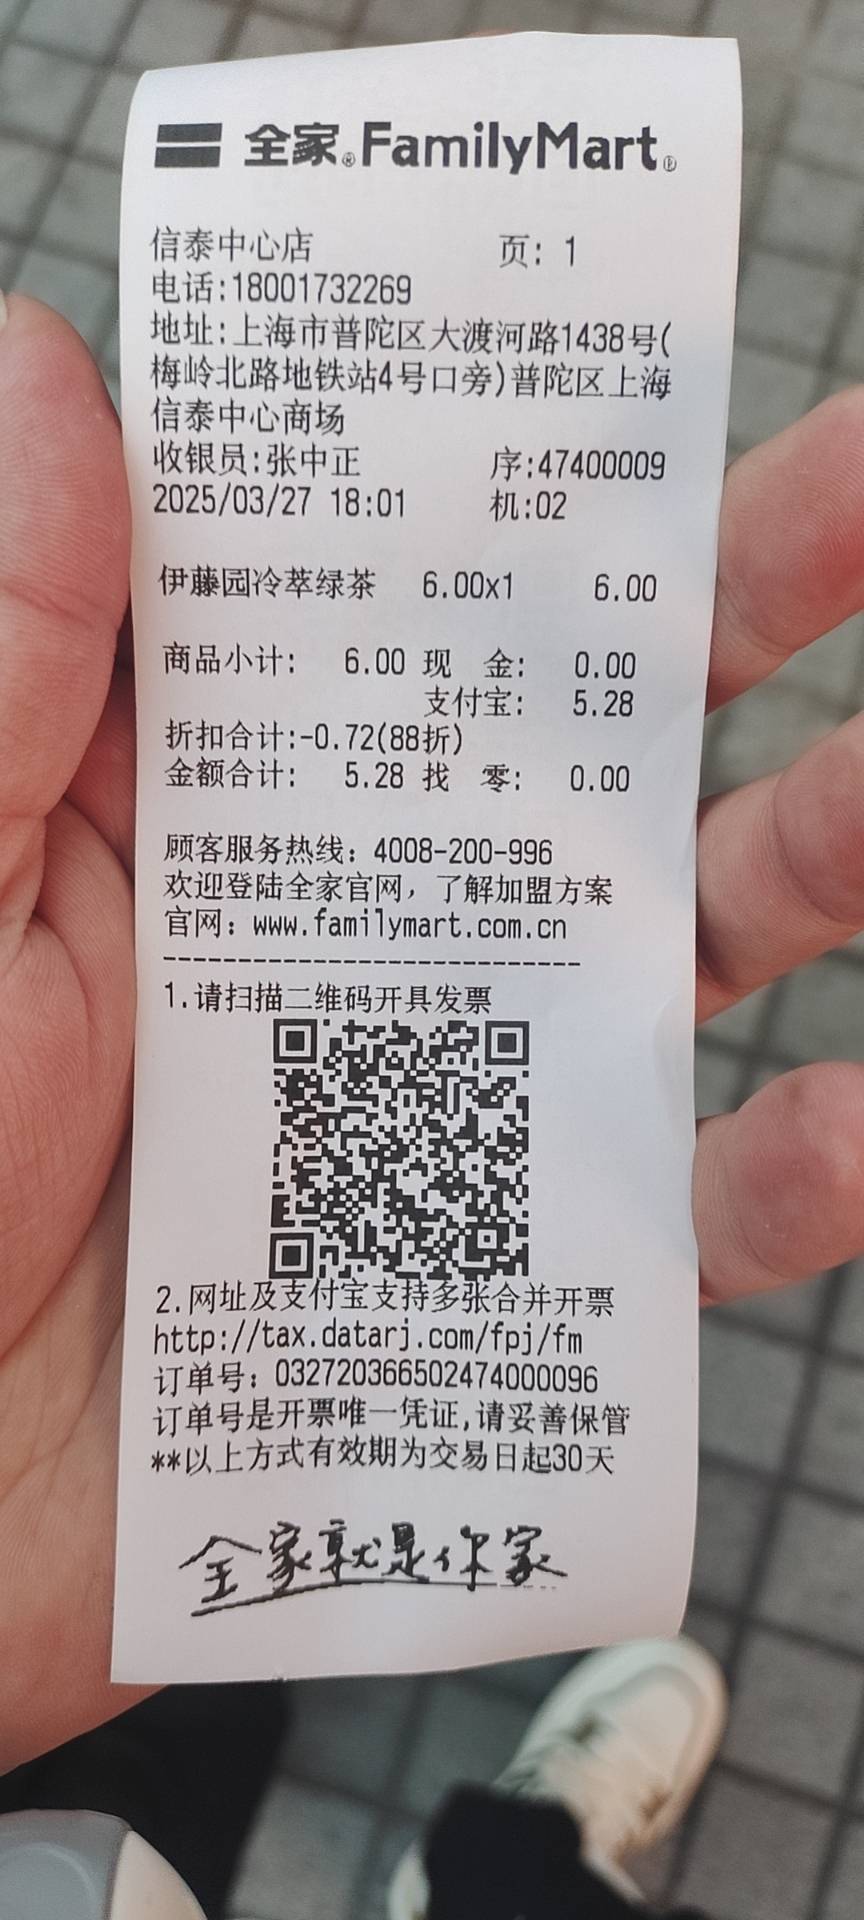 全家® FamilyMart®
信泰中心店 页: 1
电话:18001732269
地址:上海市普陀区大渡河路1438号(
梅岭北路地铁站4号口旁)普陀区上海
信泰中心商场
收银员:张中正 序:47400009
2025/03/27 18:01 机:02
伊藤园冷萃绿茶 6.00x1 6.00
商品小计: 6.00 现 金: 0.00
支付宝: 5.28
折扣合计:-0.72(88折)
金额合计: 5.28 找 零: 0.00
顾客服务热线: 4008-200-996
欢迎登陆全家官网，了解加盟方案
官网: www.familymart.com.cn
----------------------------
1.请扫描二维码开具发票
2.网址及支付宝支持多张合并开票
http://tax.datarj.com/fpj/fm
订单号: 032720366502474000096
订单号是开票唯一凭证,请妥善保管
**以上方式有效期为交易日起30天
全家就是你家